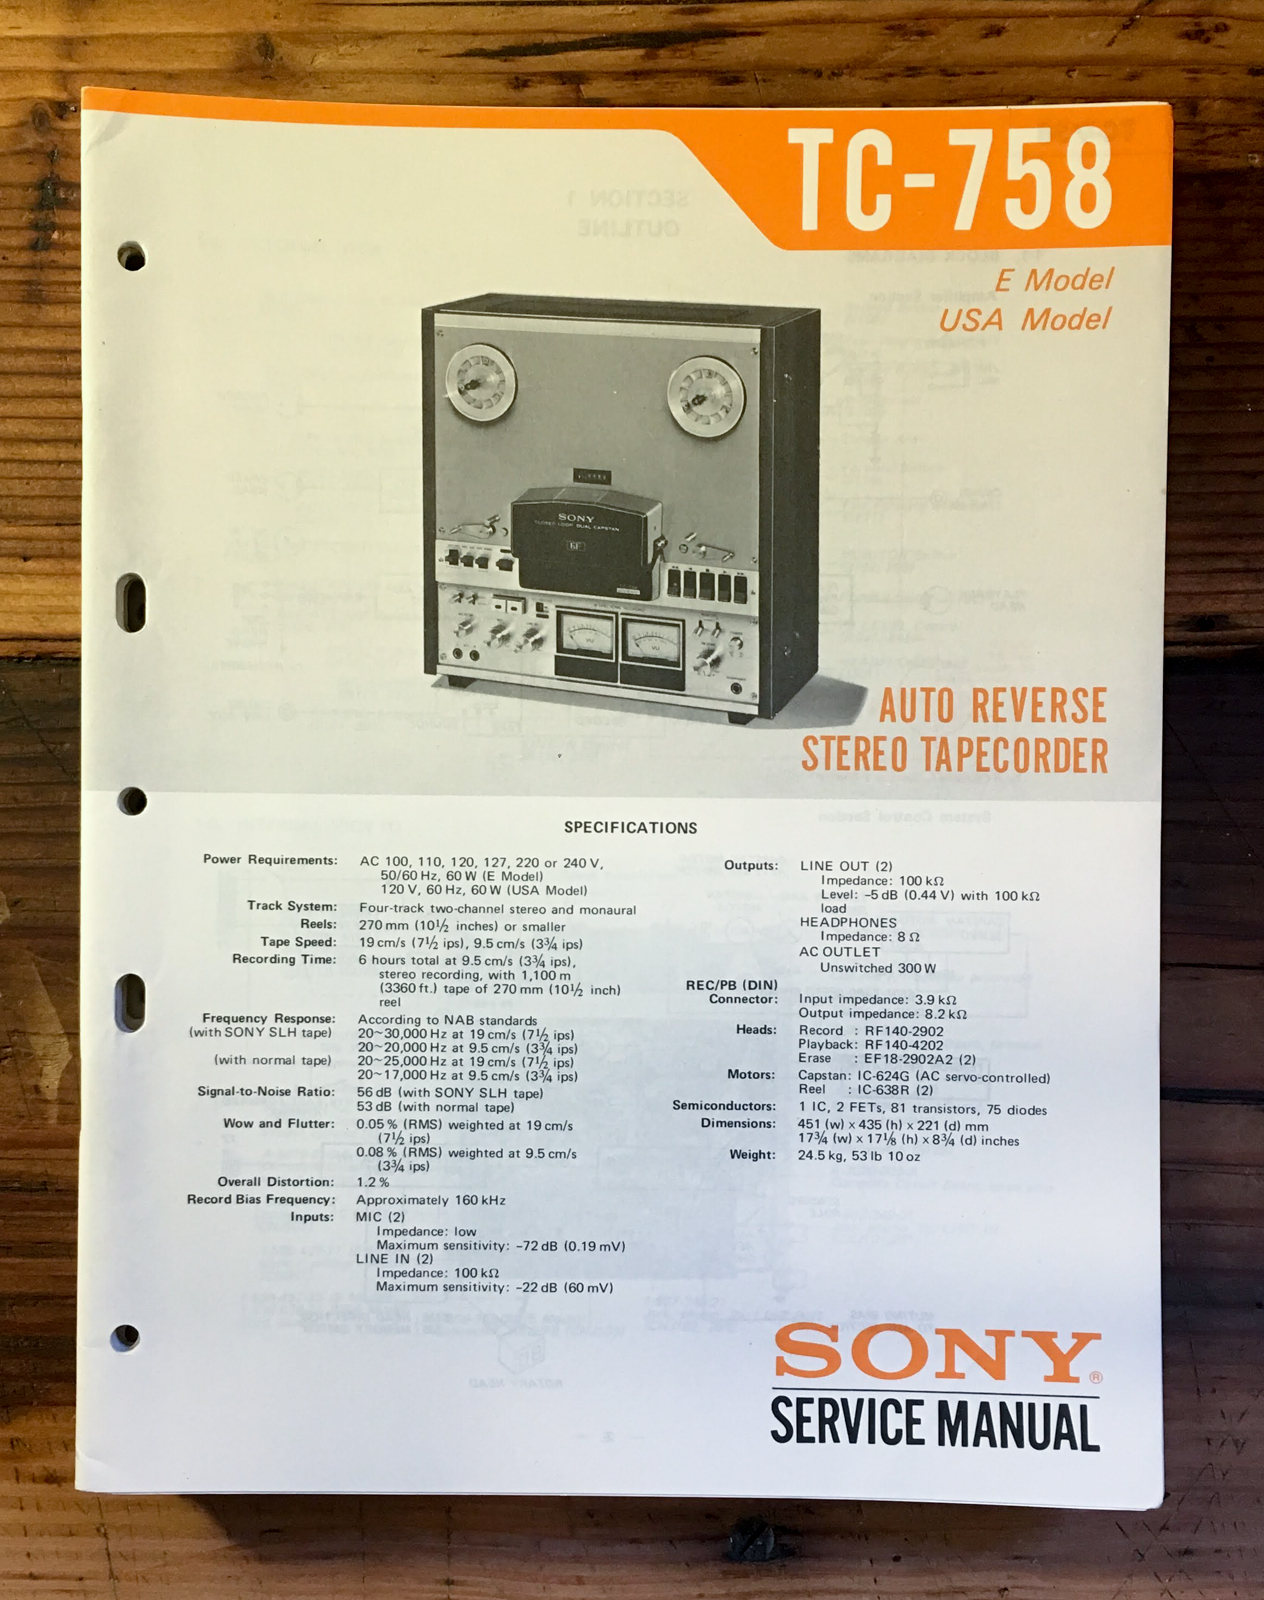 TC-758
E Model
USA Model
SONY
CLOSED LOOP DUAL CAPSTAN
VU
VU
AUTO REVERSE
STEREO TAPECORDER
SPECIFICATIONS
Power Requirements: AC 100, 110, 120, 127, 220 or 240 V,
50/60 Hz, 60 W (E Model)
120 V, 60 Hz, 60 W (USA Model)
Track System: Four-track two-channel stereo and monaural
Reels: 270 mm (10½ inches) or smaller
Tape Speed: 19 cm/s (7½ ips), 9.5 cm/s (3¾ ips)
Recording Time: 6 hours total at 9.5 cm/s (3¾ ips),
stereo recording, with 1,100 m
(3360 ft.) tape of 270 mm (10½ inch)
reel
Frequency Response: According to NAB standards
(with SONY SLH tape) 20~30,000 Hz at 19 cm/s (7½ ips)
20~20,000 Hz at 9.5 cm/s (3¾ ips)
(with normal tape) 20~25,000 Hz at 19 cm/s (7½ ips)
20~17,000 Hz at 9.5 cm/s (3¾ ips)
Signal-to-Noise Ratio: 56 dB (with SONY SLH tape)
53 dB (with normal tape)
Wow and Flutter: 0.05 % (RMS) weighted at 19 cm/s
(7½ ips)
0.08 % (RMS) weighted at 9.5 cm/s
(3¾ ips)
Overall Distortion: 1.2 %
Record Bias Frequency: Approximately 160 kHz
Inputs: MIC (2)
Impedance: low
Maximum sensitivity: -72 dB (0.19 mV)
LINE IN (2)
Impedance: 100 kΩ
Maximum sensitivity: -22 dB (60 mV)
Outputs: LINE OUT (2)
Impedance: 100 kΩ
Level: -5 dB (0.44 V) with 100 kΩ
load
HEADPHONES
Impedance: 8 Ω
AC OUTLET
Unswitched 300 W
REC/PB (DIN)
Connector: Input impedance: 3.9 kΩ
Output impedance: 8.2 kΩ
Heads: Record : RF140-2902
Playback: RF140-4202
Erase : EF18-2902A2 (2)
Motors: Capstan: IC-624G (AC servo-controlled)
Reel : IC-638R (2)
Semiconductors: 1 IC, 2 FETs, 81 transistors, 75 diodes
Dimensions: 451 (w) x 435 (h) x 221 (d) mm
17¾ (w) x 17⅛ (h) x 8¾ (d) inches
Weight: 24.5 kg, 53 lb 10 oz
SONY®
SERVICE MANUAL